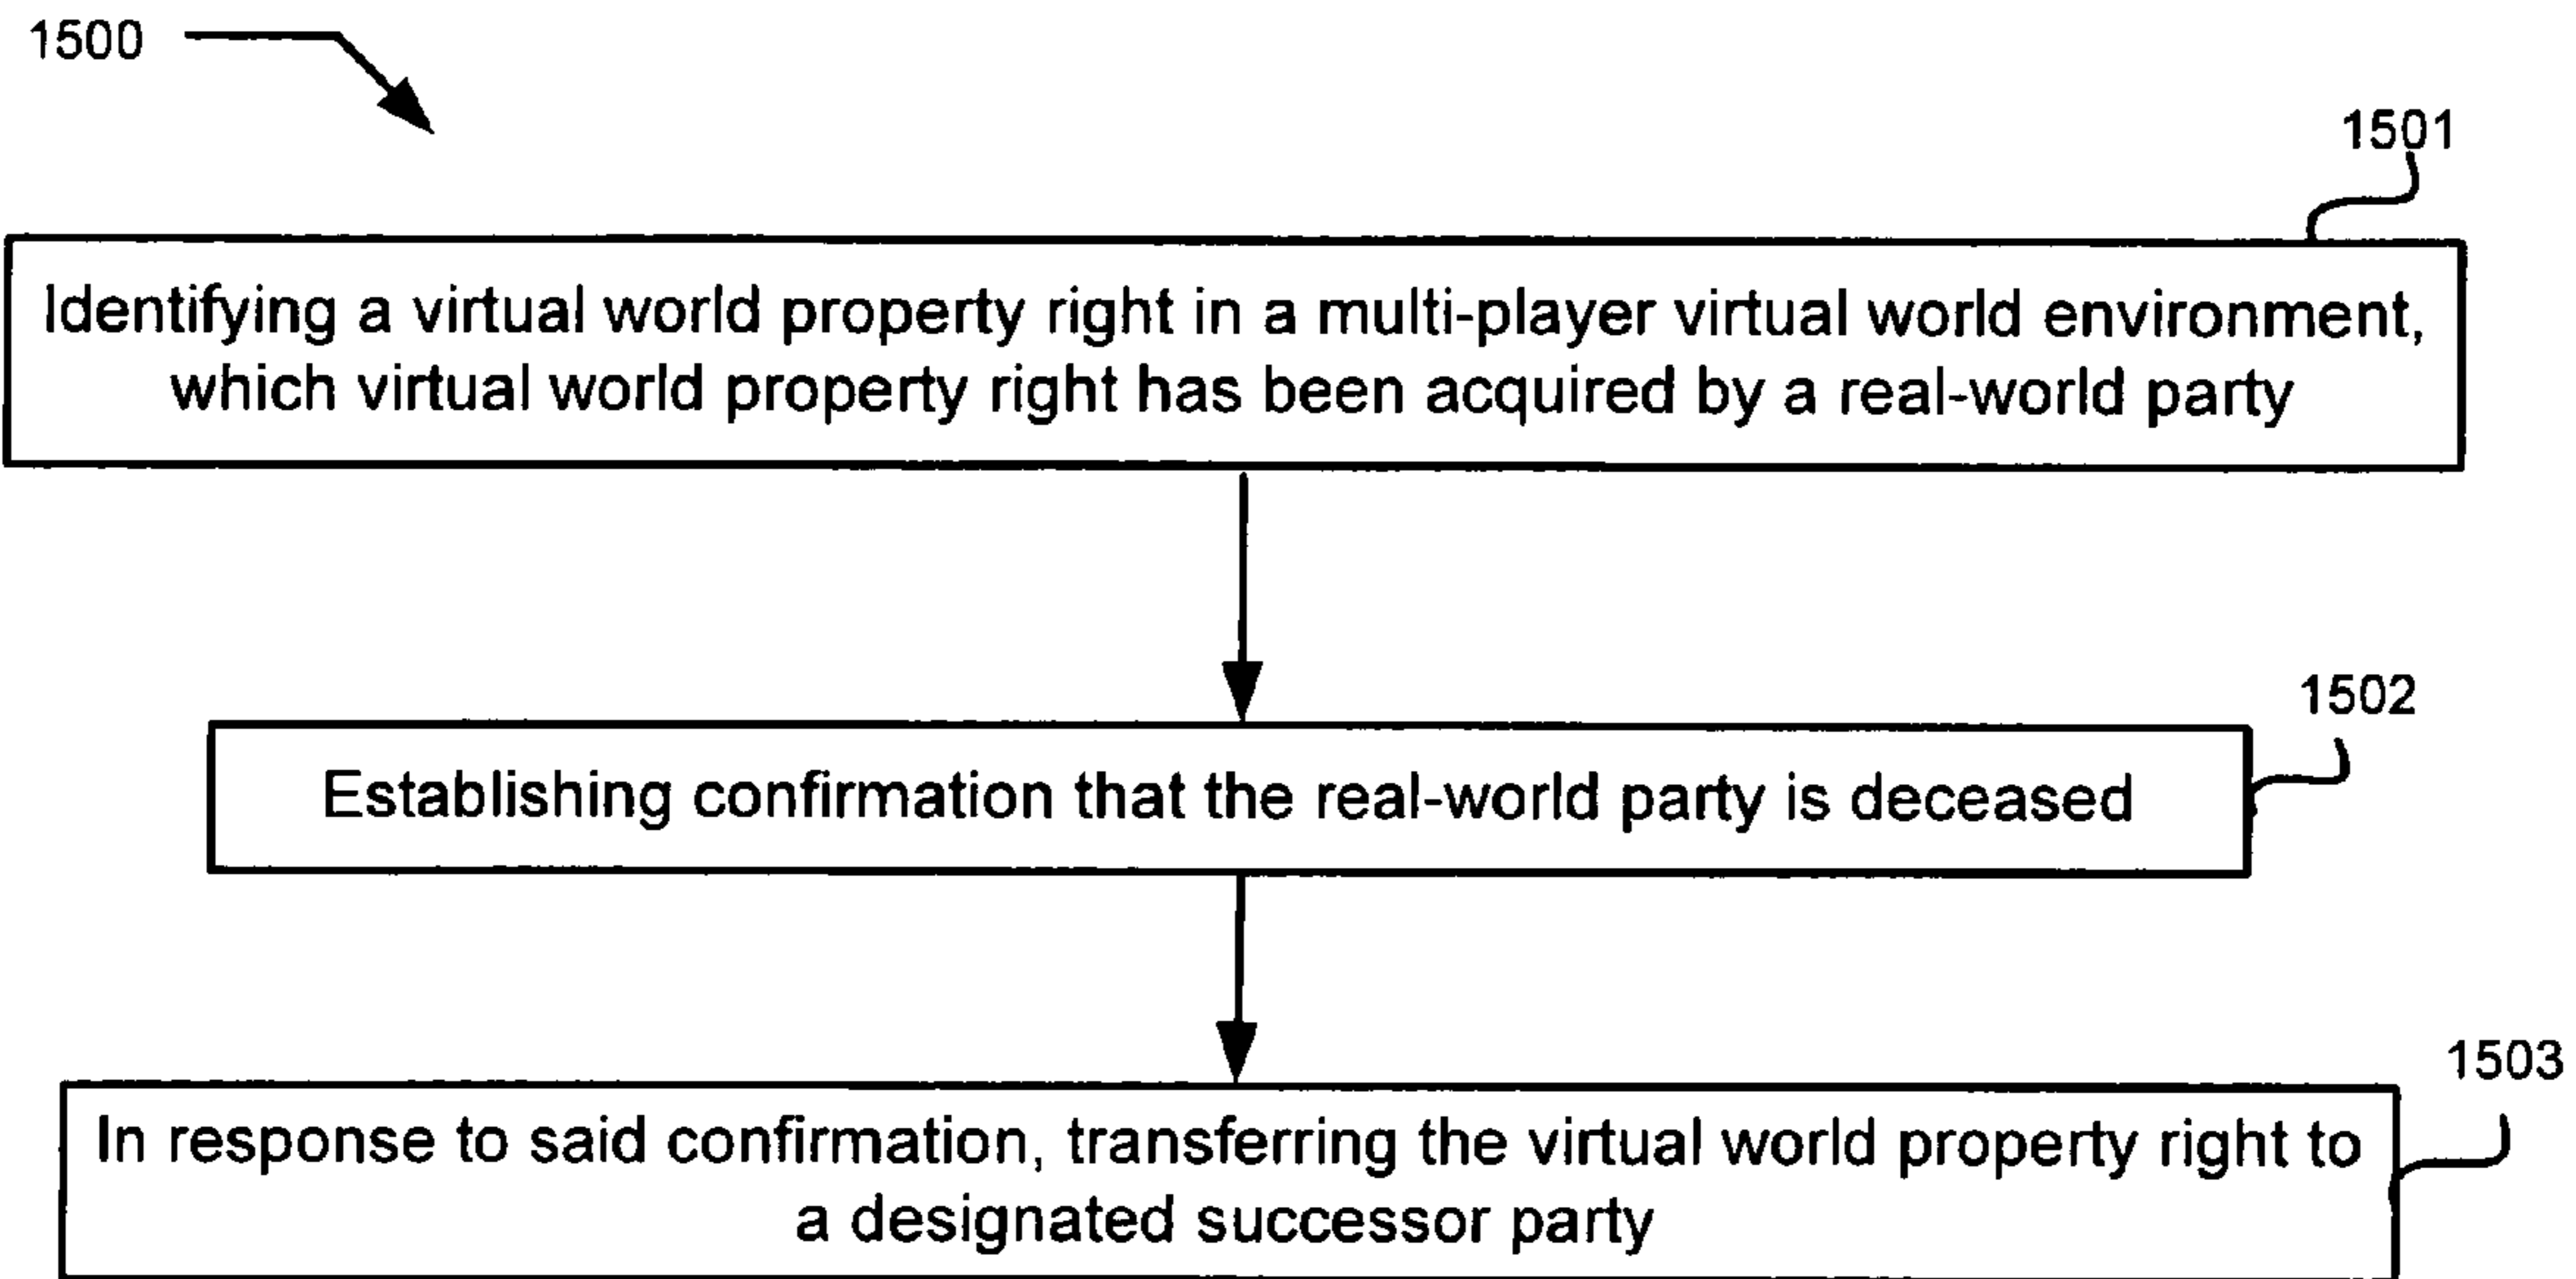 1500
1501
Identifying a virtual world property right in a multi-player virtual world environment,
which virtual world property right has been acquired by a real-world party
1502
Establishing confirmation that the real-world party is deceased
1503
In response to said confirmation, transferring the virtual world property right to
a designated successor party